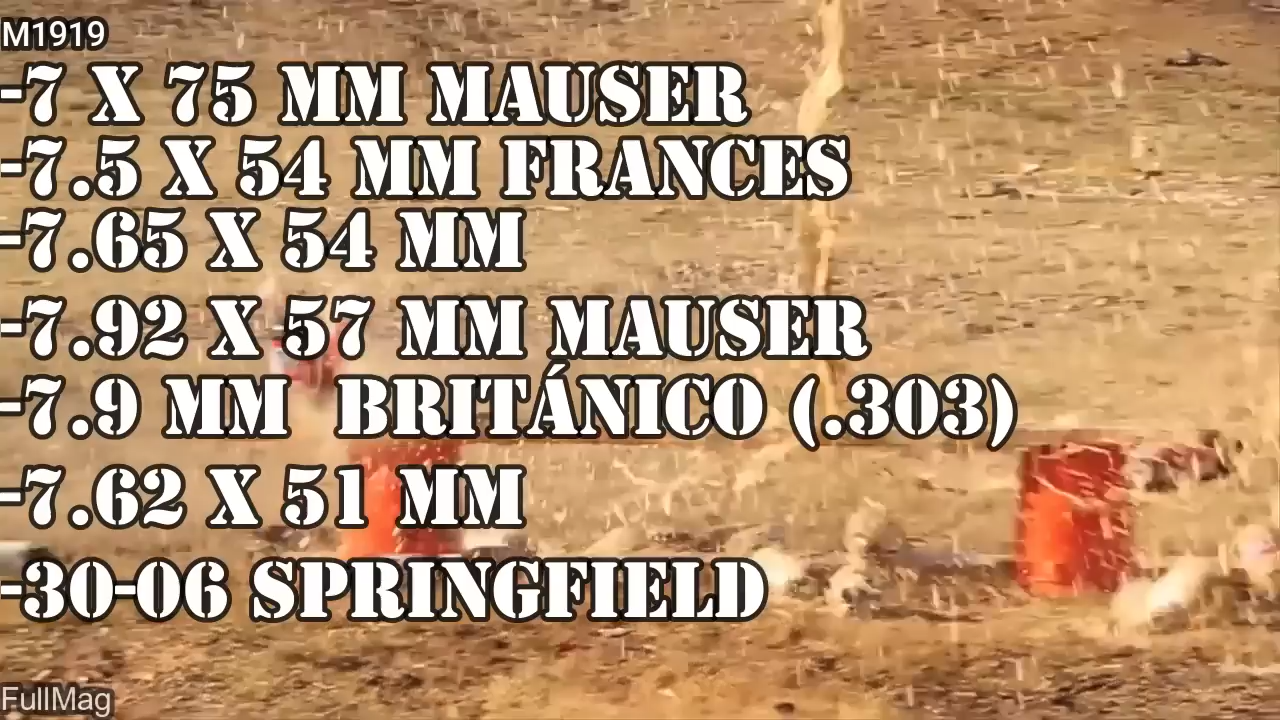 M1919
-7 X 75 MM MAUSER
-7.5 X 54 MM FRANCES
-7.65 X 54 MM
-7.92 X 57 MM MAUSER
-7.9 MM BRITÁNICO (.303)
-7.62 X 51 MM
-30-06 SPRINGFIELD
FullMag